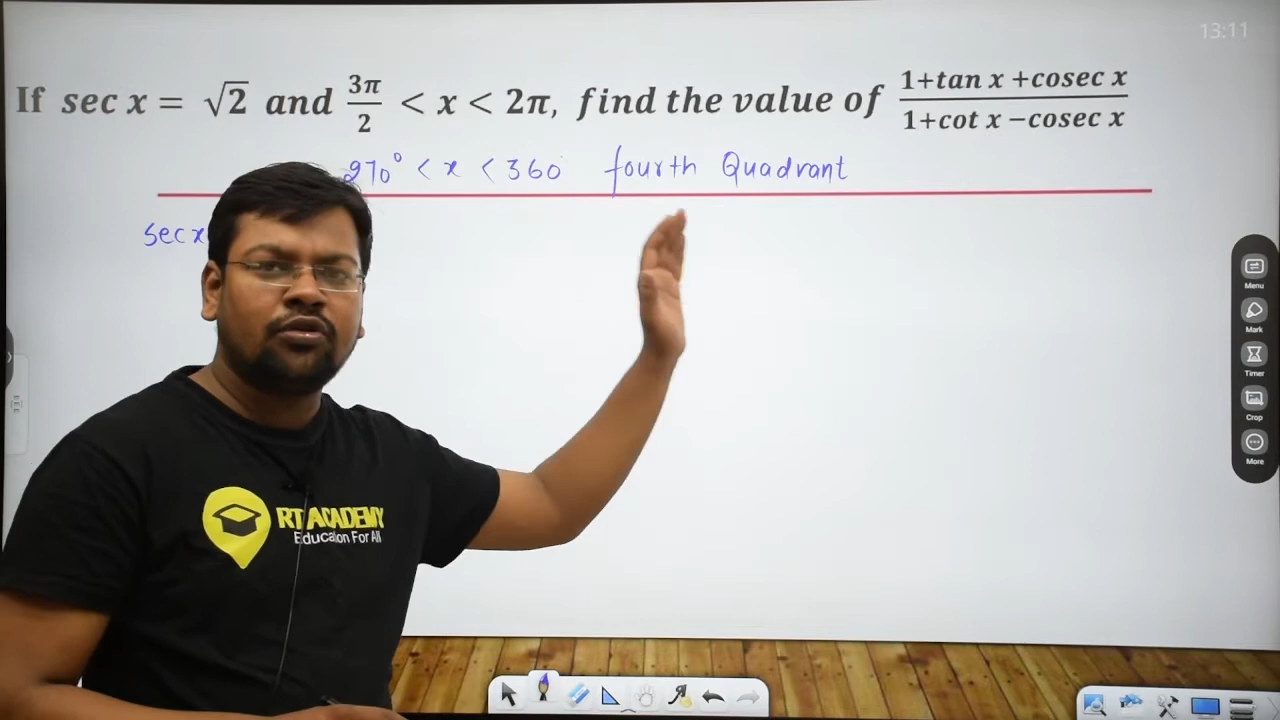 13:11
If sec x = √2 and 3π/2 < x < 2π, find the value of (1+tan x +cosec x)/(1+cot x −cosec x)
270° < x < 360° fourth Quadrant
sec x
Menu
Mark
Timer
Crop
More
RT ACADEMY
Education For All